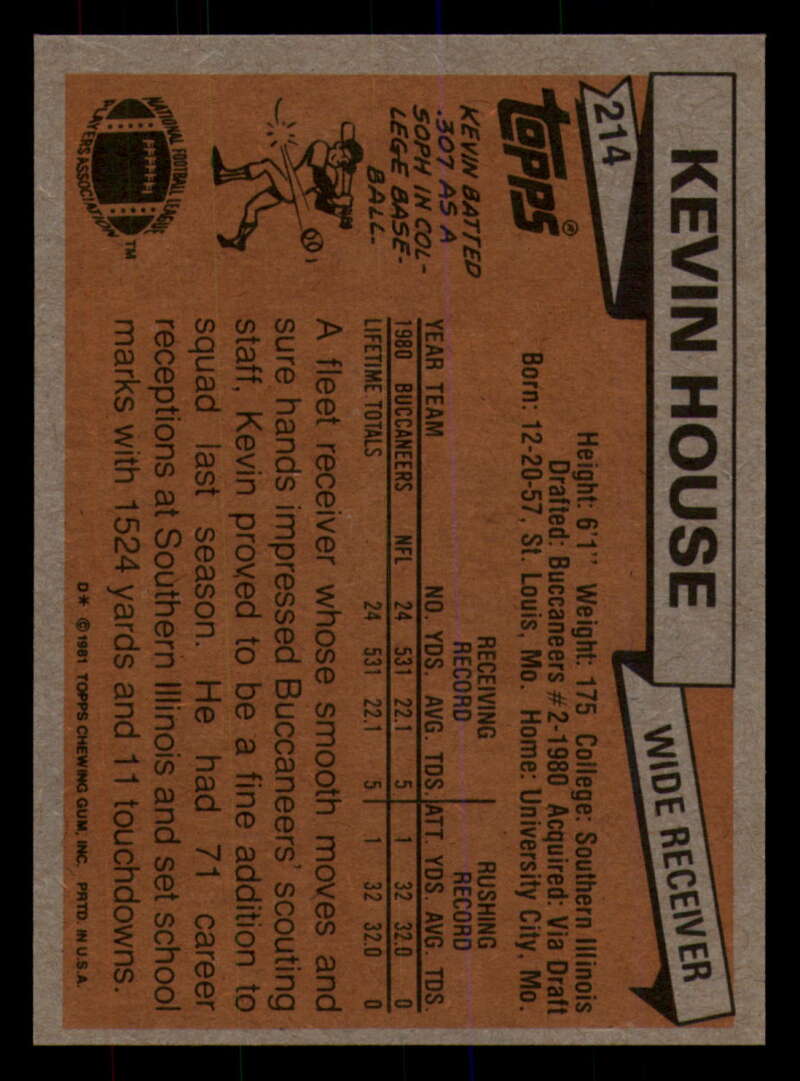 214
KEVIN HOUSE
WIDE RECEIVER
topps®
Height: 6'1" Weight: 175 College: Southern Illinois
Drafted: Buccaneers #2-1980 Acquired: Via Draft
Born: 12-20-57, St. Louis, Mo. Home: University City, Mo.
KEVIN BATTED
.307 AS A
SOPH IN COL-
LEGE BASE-
BALL.
RECEIVING RUSHING
RECORD RECORD
YEAR TEAM NO. YDS. AVG. TDS. ATT. YDS. AVG. TDS.
1980 BUCCANEERS NFL 24 531 22.1 5 1 32 32.0 0
LIFETIME TOTALS 24 531 22.1 5 1 32 32.0 0
A fleet receiver whose smooth moves and
sure hands impressed Buccaneers' scouting
staff, Kevin proved to be a fine addition to
squad last season. He had 71 career
receptions at Southern Illinois and set school
marks with 1524 yards and 11 touchdowns.
NATIONAL FOOTBALL LEAGUE
PLAYERS ASSOCIATION
™
D* ©1981 TOPPS CHEWING GUM, INC. PRTD. IN U.S.A.